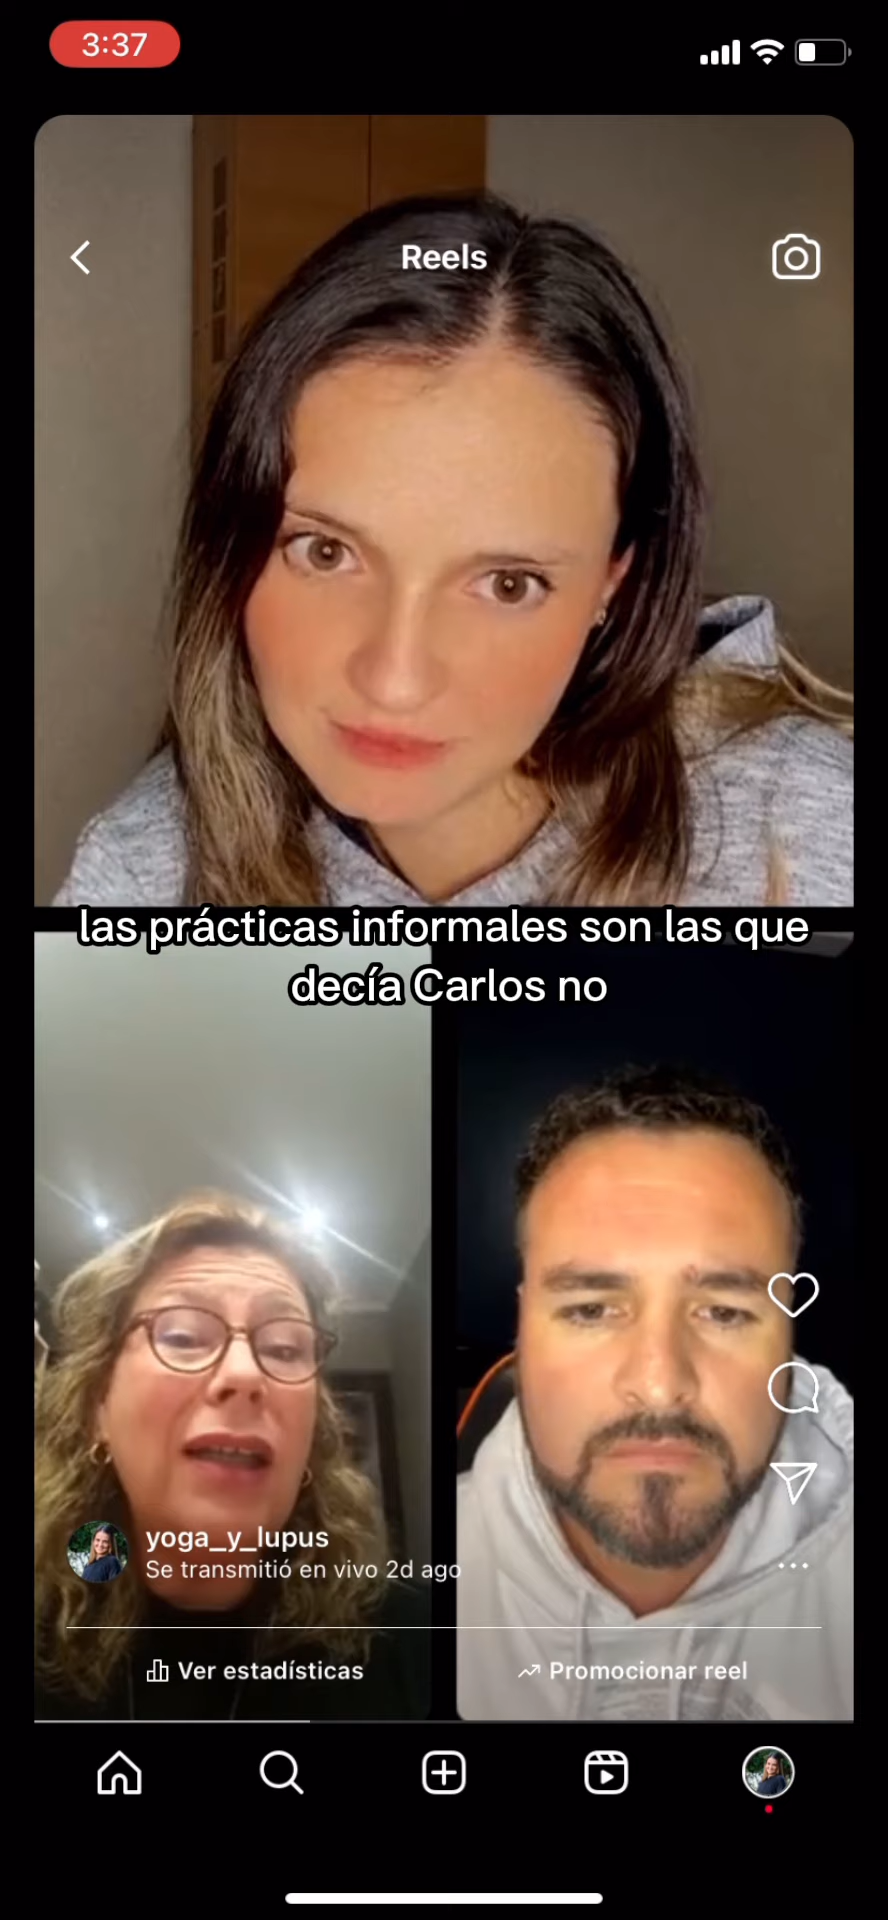 3:37
Reels
las prácticas informales son las que
decía Carlos no
yoga_y_lupus
Se transmitió en vivo 2d ago
Ver estadísticas
Promocionar reel